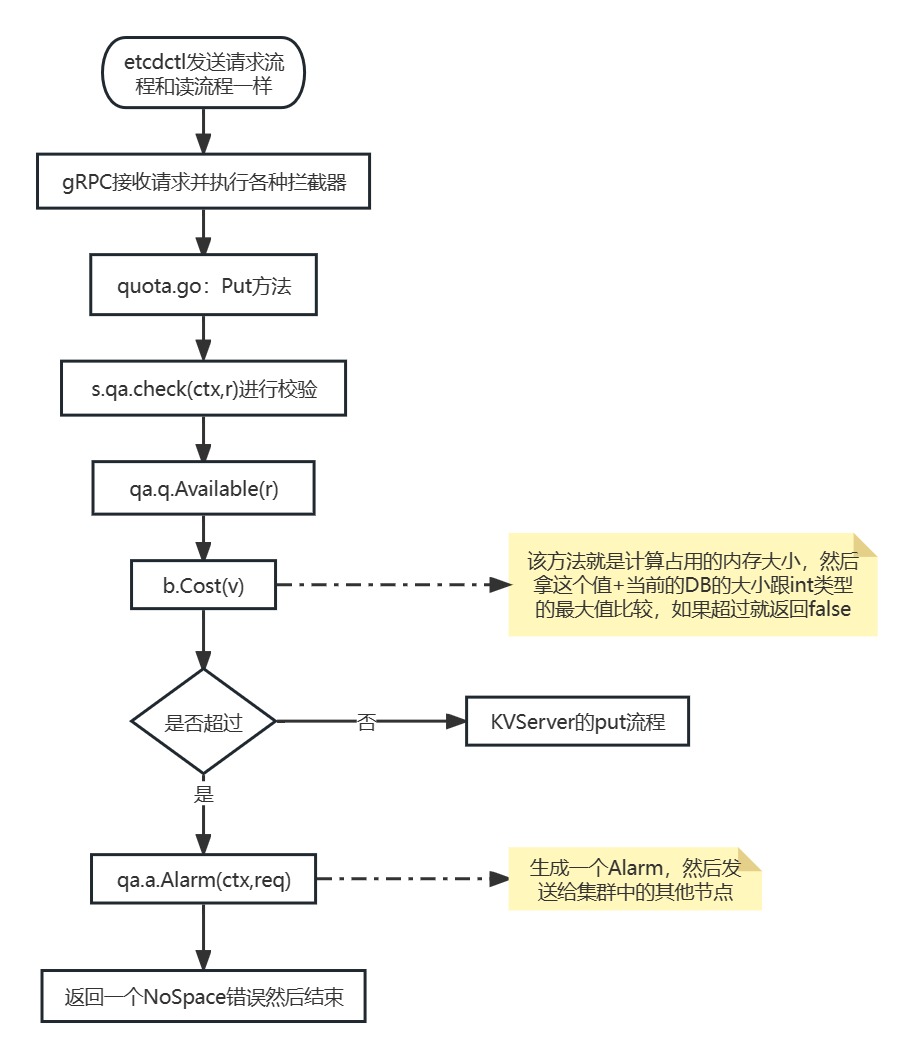 etcdctl发送请求流
程和读流程一样
gRPC接收请求并执行各种拦截器
quota.go：Put方法
s.qa.check(ctx,r)进行校验
qa.q.Available(r)
b.Cost(v)
该方法就是计算占用的内存大小，然后
拿这个值+当前的DB的大小跟int类型
的最大值比较，如果超过就返回false
是否超过
否
KVServer的put流程
是
qa.a.Alarm(ctx,req)
生成一个Alarm，然后发
送给集群中的其他节点
返回一个NoSpace错误然后结束